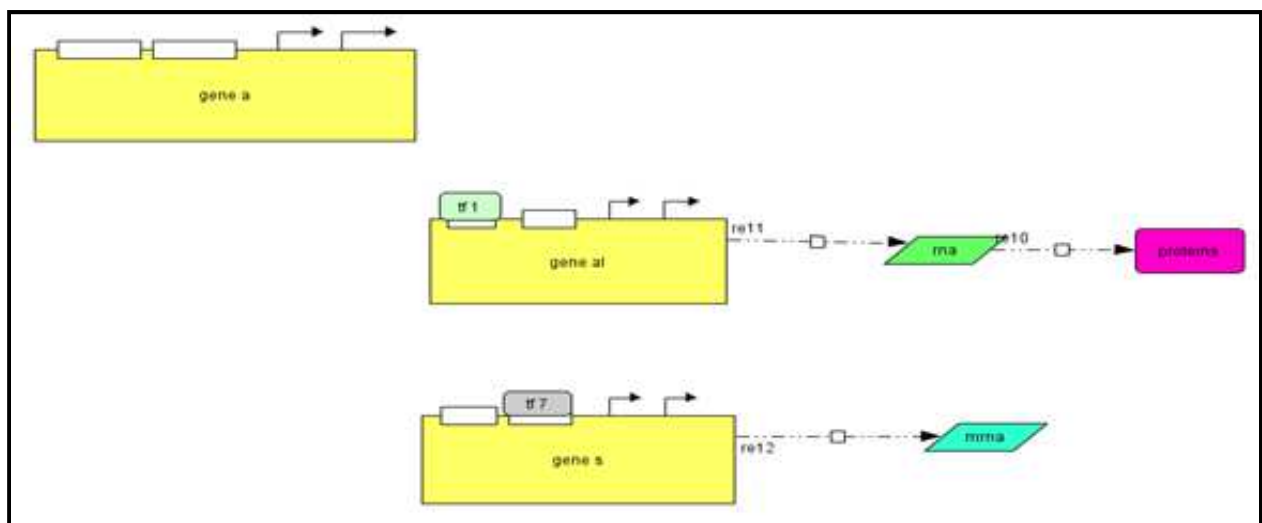 gene a
tf 1
re11
gene al
rna
re10
proteins
tf 7
gene s
re12
mrna